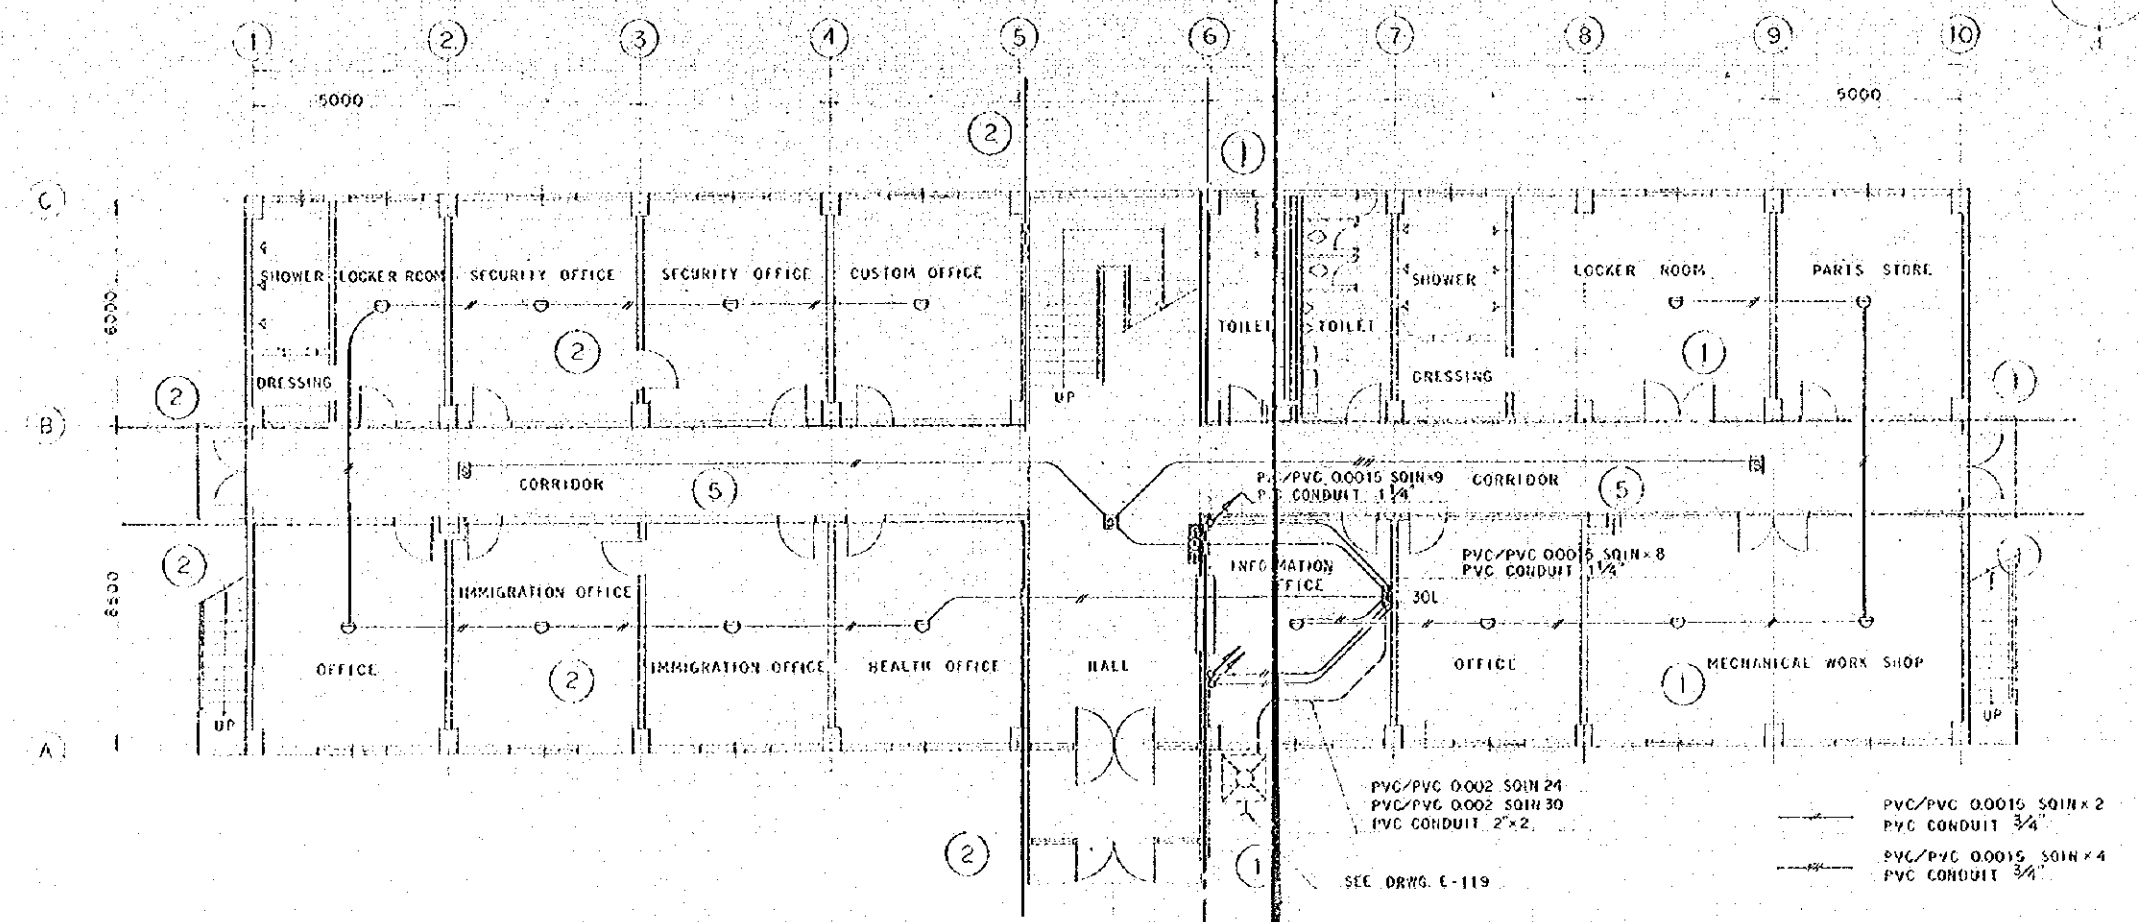 1 2 3 4 5 6 7 8 9 10
5000 5000
2 1
C
SHOWER LOCKER ROOM SECURITY OFFICE SECURITY OFFICE CUSTOM OFFICE SHOWER LOCKER ROOM PARTS STORE
6000
TOILET TOILET
2 1
DRESSING DRESSING
2 UP 1
B
PVC 0.0015 SQIN×9
CONDUIT 1¼"
CORRIDOR 5 CORRIDOR 5
2
PVC/PVC 0.0015 SQIN×8
PVC CONDUIT 1¼"
1
IMMIGRATION OFFICE
30L
OFFICE IMMIGRATION OFFICE HEALTH OFFICE HALL OFFICE MECHANICAL WORK SHOP
2 1
UP UP
A
PVC/PVC 0.002 SQIN 24
PVC/PVC 0.002 SQIN 30
PVC CONDUIT 2"×2
PVC/PVC 0.0015 SQIN×2
PVC CONDUIT ¾"
2 1
PVC/PVC 0.0015 SQIN×4
PVC CONDUIT ¾"
SEE DRWG. E-119